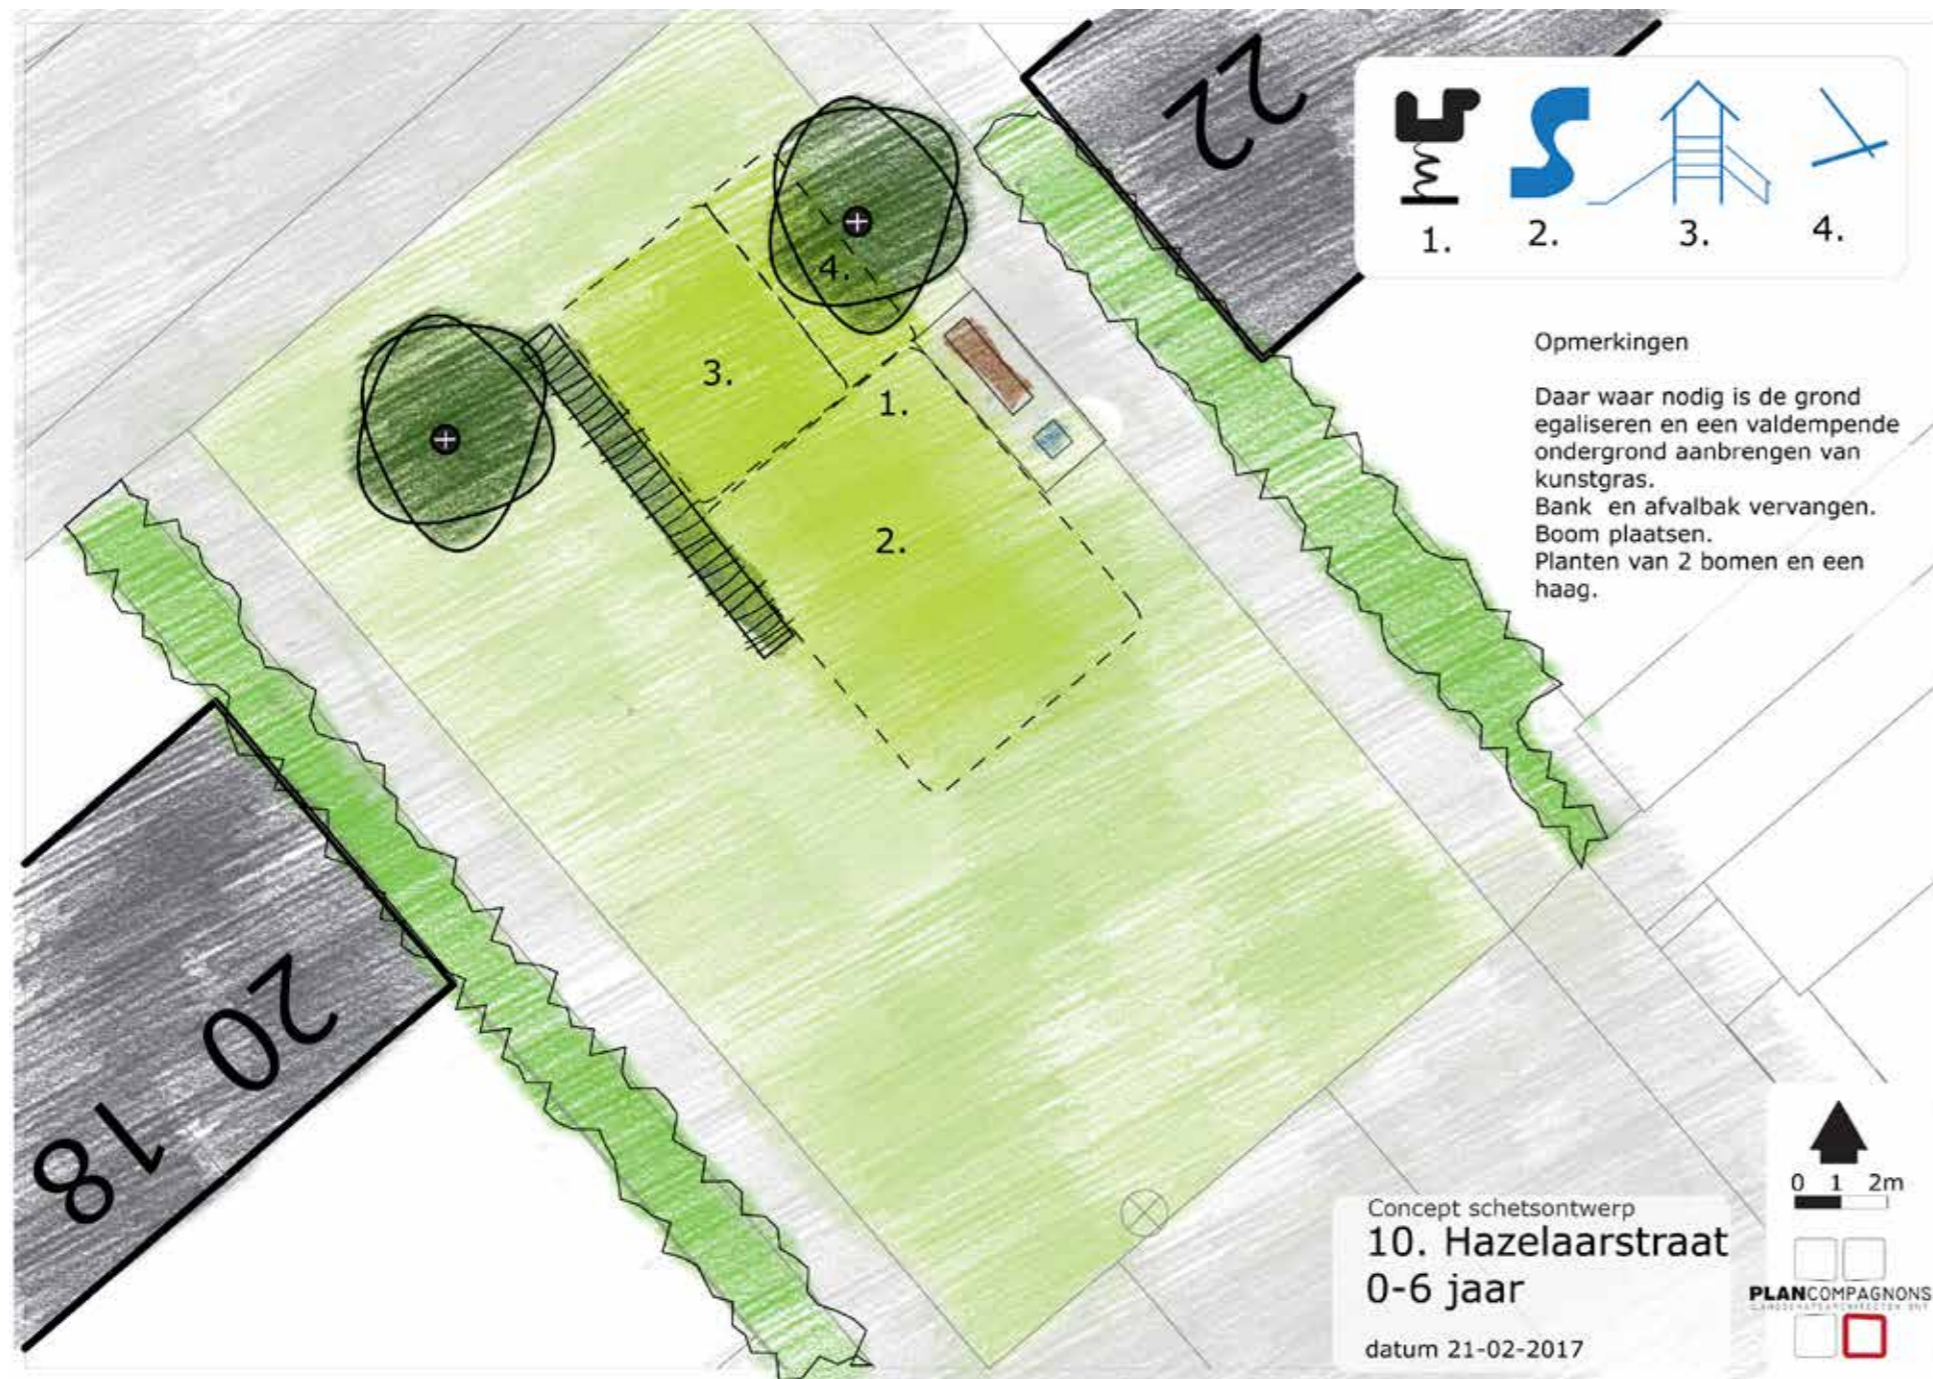 22
1.
2.
3.
4.
Opmerkingen
Daar waar nodig is de grond
egaliseren en een valdempende
ondergrond aanbrengen van
kunstgras.
Bank en afvalbak vervangen.
Boom plaatsen.
Planten van 2 bomen en een
haag.
4.
3.
1.
2.
20
18
0 1 2m
Concept schetsontwerp
10. Hazelaarstraat
0-6 jaar
datum 21-02-2017
PLANCOMPAGNONS